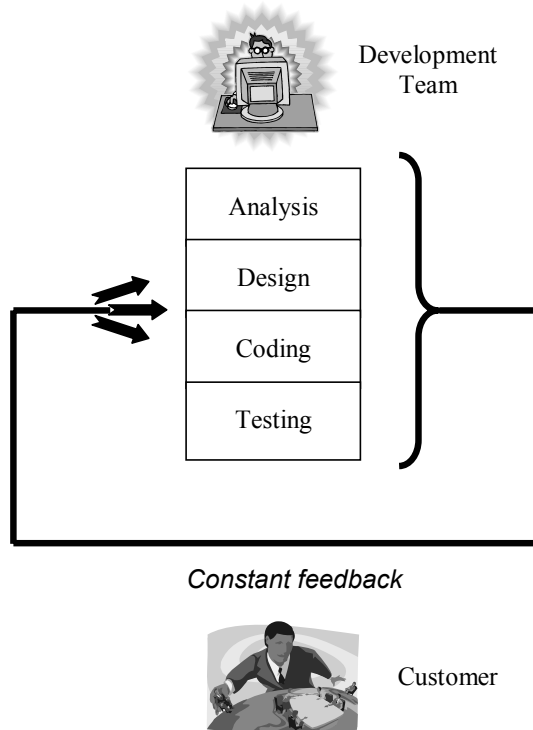 Development
Team
Analysis
Design
Coding
Testing
Constant feedback
Customer